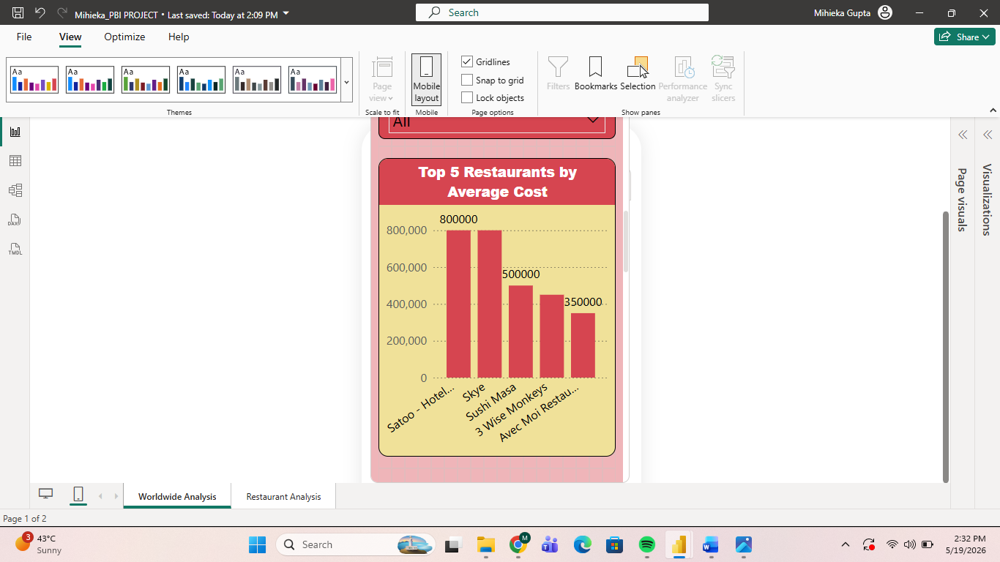 Mihieka_PBI PROJECT • Last saved: Today at 2:09 PM
Search
Mihieka Gupta
File
View
Optimize
Help
Share
Aa
Aa
Aa
Aa
Aa
Aa
Themes
Page
view
Scale to fit
Mobile
layout
Mobile
Gridlines
Snap to grid
Lock objects
Page options
Filters
Bookmarks
Selection
Performance
analyzer
Sync
slicers
Show panes
DAX
TMDL
All
Top 5 Restaurants by
Average Cost
800,000
600,000
400,000
200,000
0
800000
500000
350000
Satoo - Hotel...
Skye
Sushi Masa
3 Wise Monkeys
Avec Moi Restau...
Page visuals
Visualizations
Worldwide Analysis
Restaurant Analysis
Page 1 of 2
3
43°C
Sunny
Search
M
2:32 PM
5/19/2026